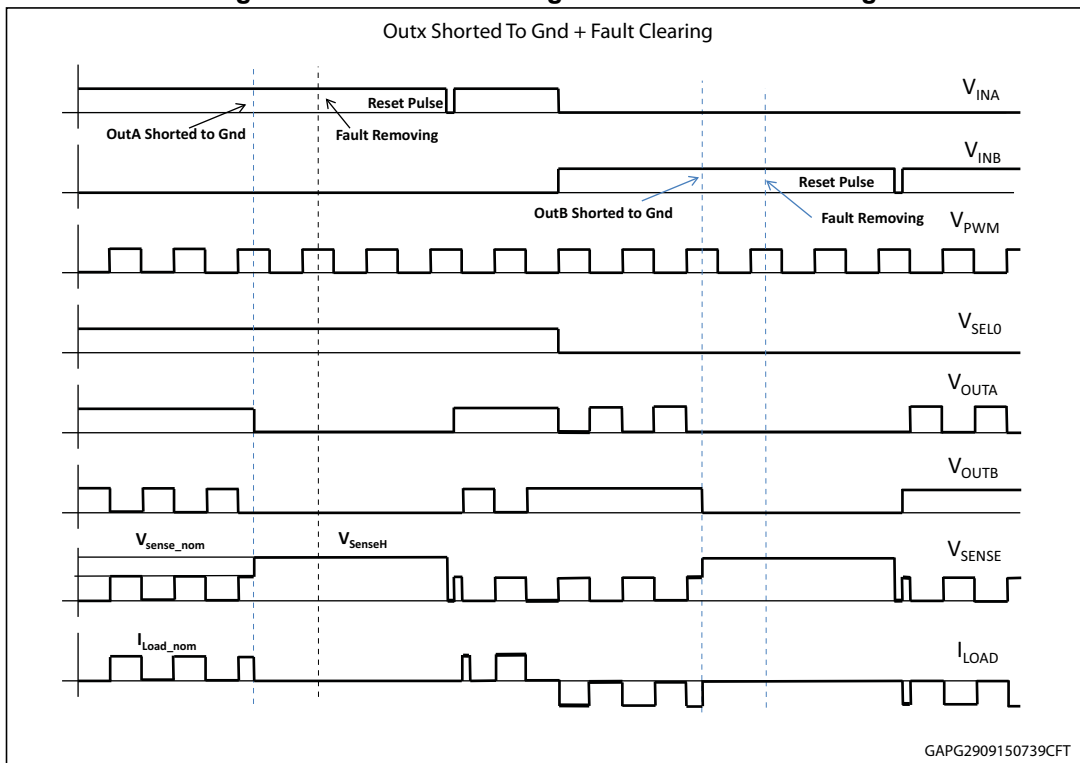 Outx Shorted To Gnd + Fault Clearing
VINA
Reset Pulse
OutA Shorted to Gnd
Fault Removing
VINB
Reset Pulse
OutB Shorted to Gnd
Fault Removing
VPWM
VSEL0
VOUTA
VOUTB
Vsense_nom
VSenseH
VSENSE
ILoad_nom
ILOAD
GAPG2909150739CFT